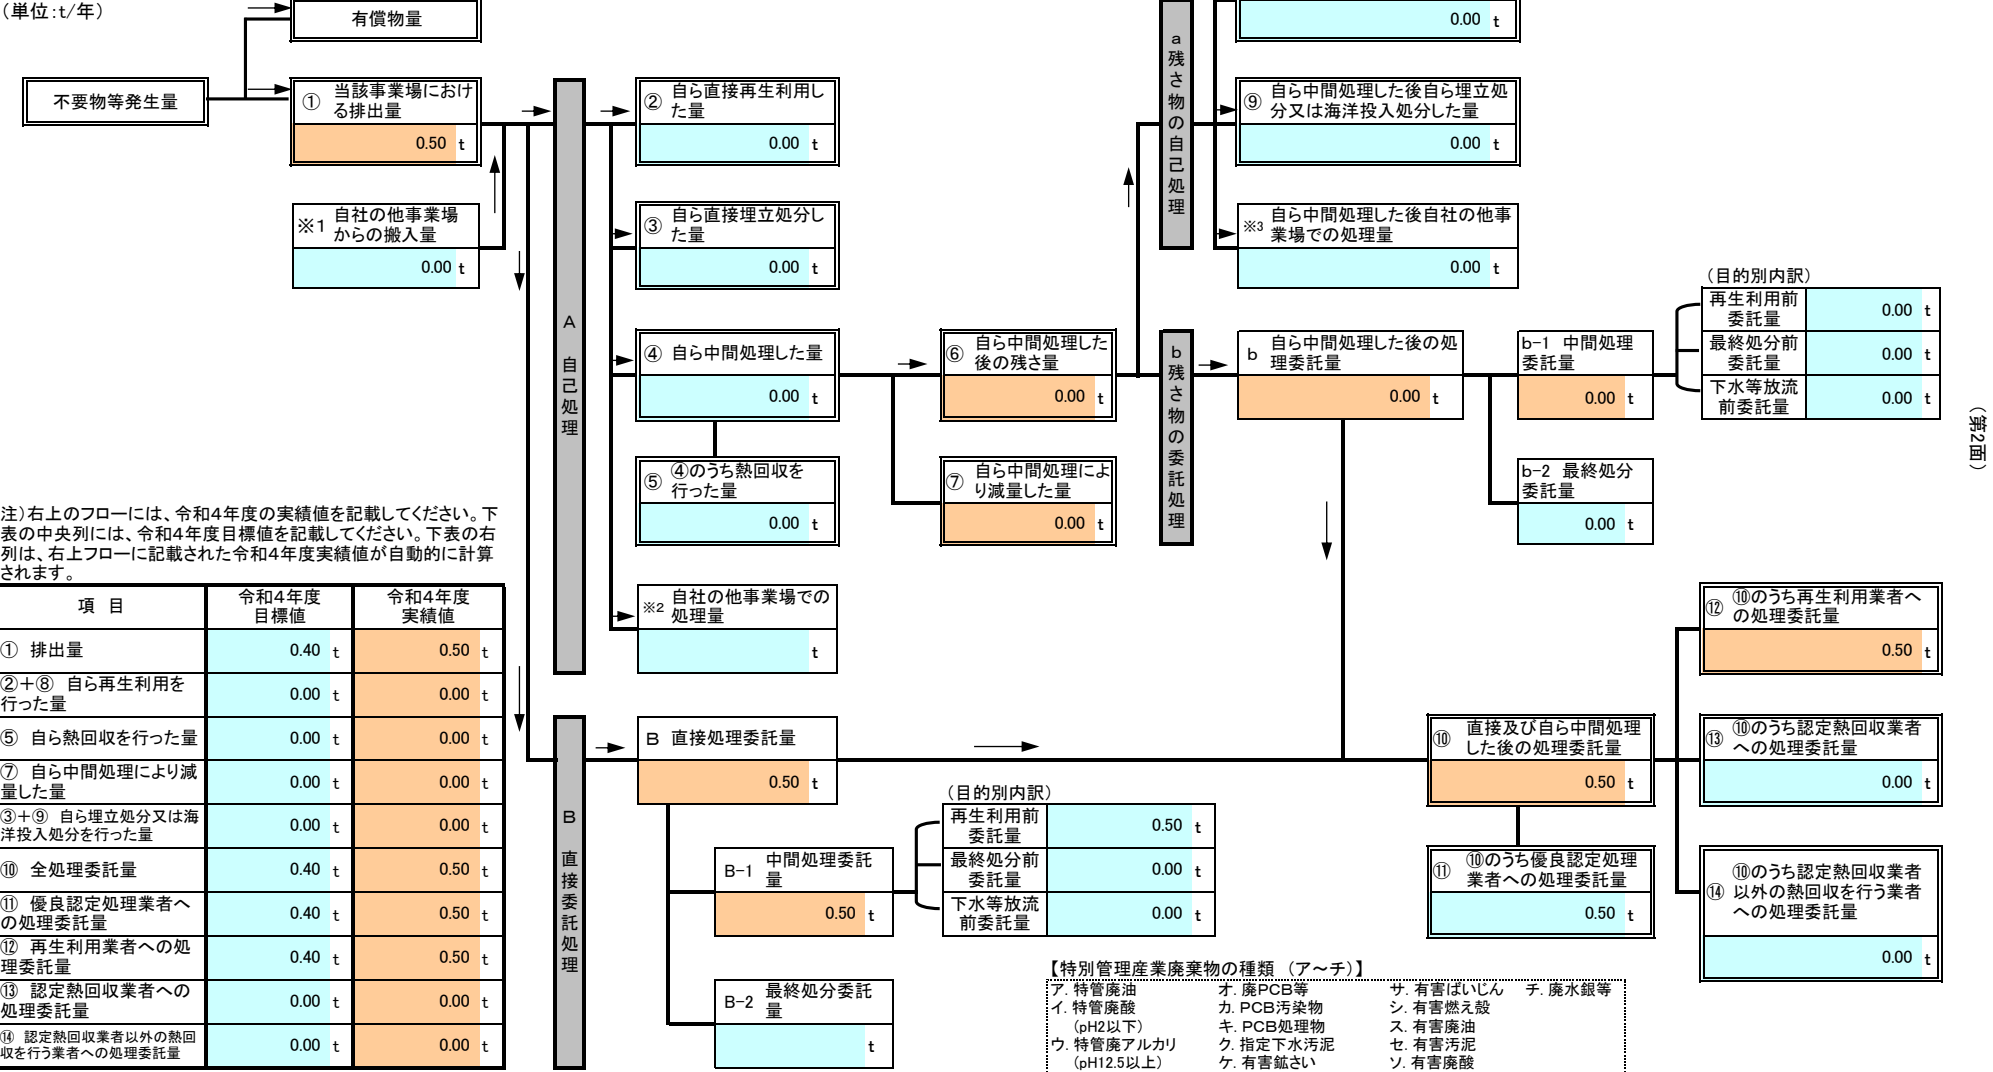 （単位：t/年）
有償物量
不要物等発生量
① 当該事業場におけ
る排出量
0.50 t
※1 自社の他事業場
からの搬入量
0.00 t
A 自己処理
② 自ら直接再生利用し
た量
0.00 t
③ 自ら直接埋立処分し
た量
0.00 t
④ 自ら中間処理した量
0.00 t
⑤ ④のうち熱回収を
行った量
0.00 t
※2 自社の他事業場での
処理量
t
⑥ 自ら中間処理した
後の残さ量
0.00 t
⑦ 自ら中間処理によ
り減量した量
0.00 t
a 残さ物の自己処理
0.00 t
⑨ 自ら中間処理した後自ら埋立処
分又は海洋投入処分した量
0.00 t
※3 自ら中間処理した後自社の他事
業場での処理量
0.00 t
b 残さ物の委託処理
b 自ら中間処理した後の処
理委託量
0.00 t
b-1 中間処理
委託量
0.00 t
b-2 最終処分
委託量
0.00 t
（目的別内訳）
再生利用前
委託量
0.00 t
最終処分前
委託量
0.00 t
下水等放流
前委託量
0.00 t
（第2面）
注）右上のフローには、令和4年度の実績値を記載してください。下
表の中央列には、令和4年度目標値を記載してください。下表の右
列は、右上フローに記載された令和4年度実績値が自動的に計算
されます。
項 目 令和4年度
目標値 令和4年度
実績値
① 排出量 0.40 t 0.50 t
②＋⑧ 自ら再生利用を
行った量 0.00 t 0.00 t
⑤ 自ら熱回収を行った量 0.00 t 0.00 t
⑦ 自ら中間処理により減
量した量 0.00 t 0.00 t
③＋⑨ 自ら埋立処分又は海
洋投入処分を行った量 0.00 t 0.00 t
⑩ 全処理委託量 0.40 t 0.50 t
⑪ 優良認定処理業者へ
の処理委託量 0.40 t 0.50 t
⑫ 再生利用業者への処
理委託量 0.40 t 0.50 t
⑬ 認定熱回収業者への
処理委託量 0.00 t 0.00 t
⑭ 認定熱回収業者以外の熱回
収を行う業者への処理委託量 0.00 t 0.00 t
B 直接委託処理
B 直接処理委託量
0.50 t
B-1 中間処理委託
量
0.50 t
B-2 最終処分委託
量
t
（目的別内訳）
再生利用前
委託量
0.50 t
最終処分前
委託量
0.00 t
下水等放流
前委託量
0.00 t
⑩ 直接及び自ら中間処理
した後の処理委託量
0.50 t
⑪ ⑩のうち優良認定処理
業者への処理委託量
0.50 t
⑫ ⑩のうち再生利用業者へ
の処理委託量
0.50 t
⑬ ⑩のうち認定熱回収業者
への処理委託量
0.00 t
⑭ ⑩のうち認定熱回収業者
以外の熱回収を行う業者
への処理委託量
0.00 t
【特別管理産業廃棄物の種類 （ア～チ）】
ア. 特管廃油 オ. 廃PCB等 サ. 有害ばいじん チ. 廃水銀等
イ. 特管廃酸 カ. PCB汚染物 シ. 有害燃え殻
（pH2以下） キ. PCB処理物 ス. 有害廃油
ウ. 特管廃アルカリ ク. 指定下水汚泥 セ. 有害汚泥
（pH12.5以上） ケ. 有害鉱さい ソ. 有害廃酸